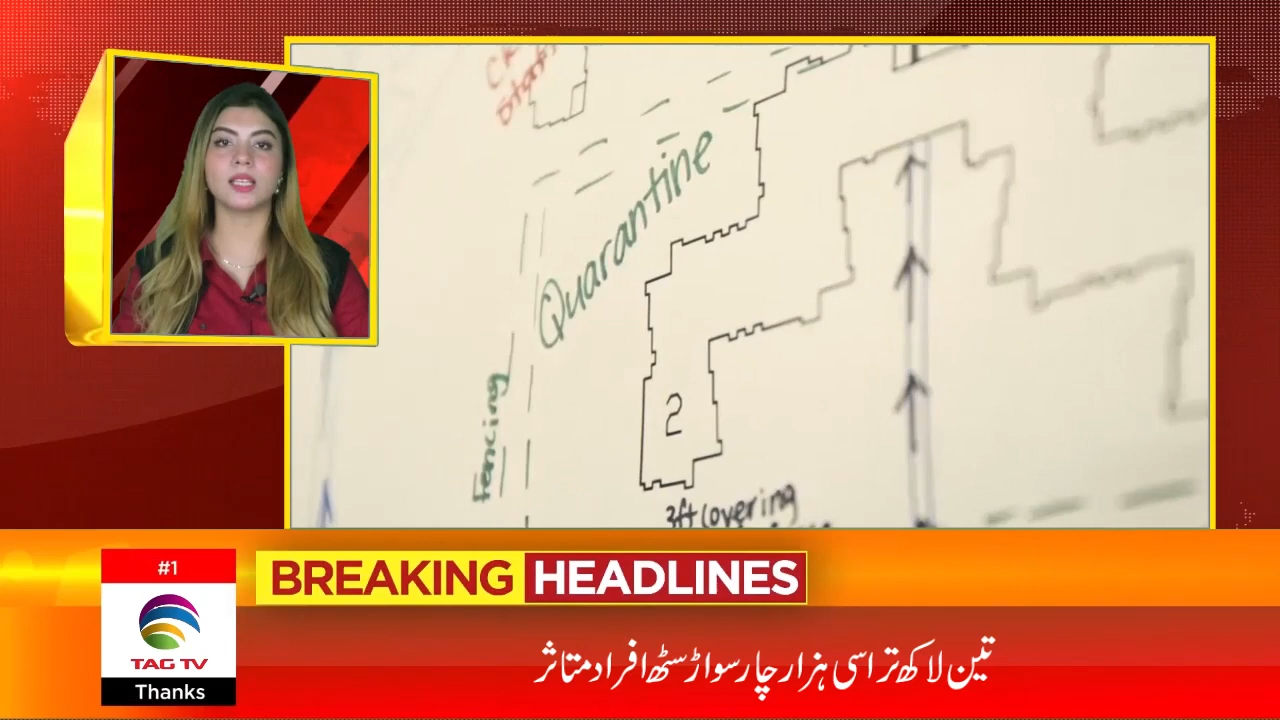 Quarantine
Fencing
2
3ft covering
#1
TAG TV
Thanks
BREAKING HEADLINES
تین لاکھ تراسی ہزار چار سو اڑسٹھ افراد متاثر